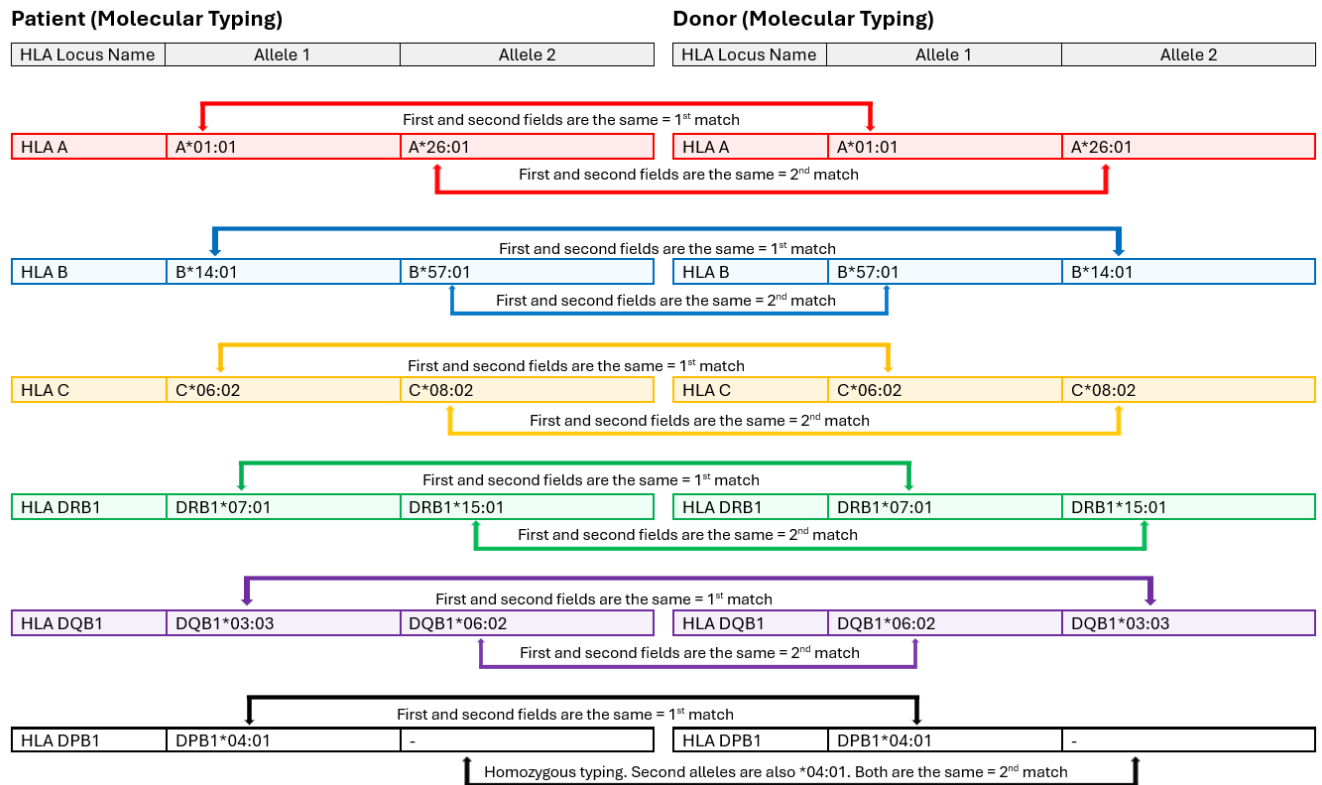 Patient (Molecular Typing) Donor (Molecular Typing)
HLA Locus Name Allele 1 Allele 2 HLA Locus Name Allele 1 Allele 2
First and second fields are the same = 1st match
HLA A A*01:01 A*26:01 HLA A A*01:01 A*26:01
First and second fields are the same = 2nd match
First and second fields are the same = 1st match
HLA B B*14:01 B*57:01 HLA B B*57:01 B*14:01
First and second fields are the same = 2nd match
First and second fields are the same = 1st match
HLA C C*06:02 C*08:02 HLA C C*06:02 C*08:02
First and second fields are the same = 2nd match
First and second fields are the same = 1st match
HLA DRB1 DRB1*07:01 DRB1*15:01 HLA DRB1 DRB1*07:01 DRB1*15:01
First and second fields are the same = 2nd match
First and second fields are the same = 1st match
HLA DQB1 DQB1*03:03 DQB1*06:02 HLA DQB1 DQB1*06:02 DQB1*03:03
First and second fields are the same = 2nd match
First and second fields are the same = 1st match
HLA DPB1 DPB1*04:01 - HLA DPB1 DPB1*04:01 -
Homozygous typing. Second alleles are also *04:01. Both are the same = 2nd match